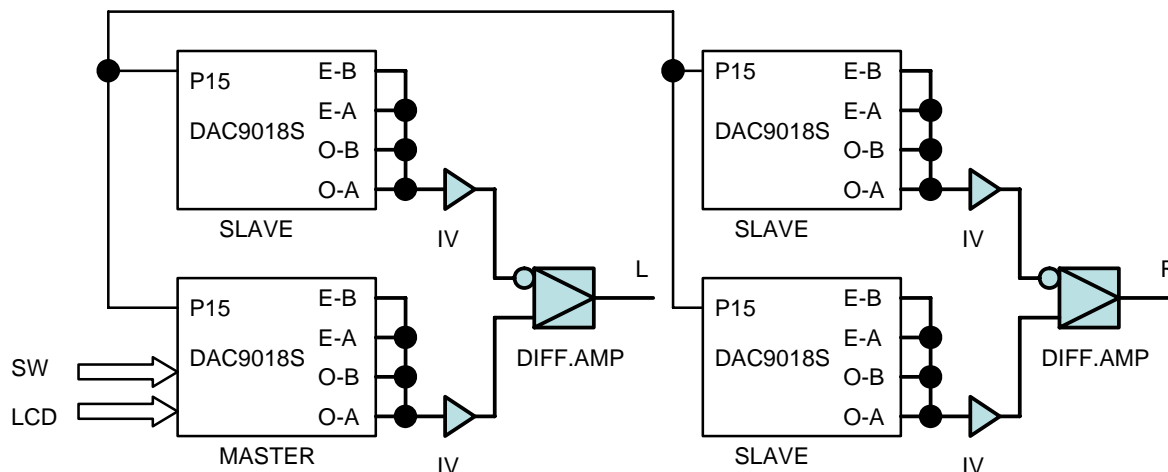 P15
DAC9018S
E-B
E-A
O-B
O-A
SLAVE
IV
P15
DAC9018S
E-B
E-A
O-B
O-A
SLAVE
IV
L
P15
DAC9018S
E-B
E-A
O-B
O-A
MASTER
IV
SW
LCD
DIFF.AMP
P15
DAC9018S
E-B
E-A
O-B
O-A
SLAVE
IV
DIFF.AMP